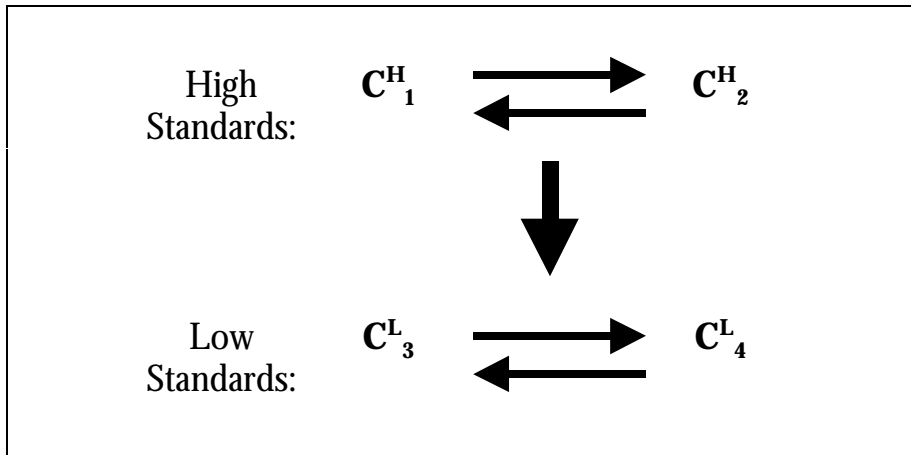 High
Standards:
C^H_1
C^H_2
Low
Standards:
C^L_3
C^L_4